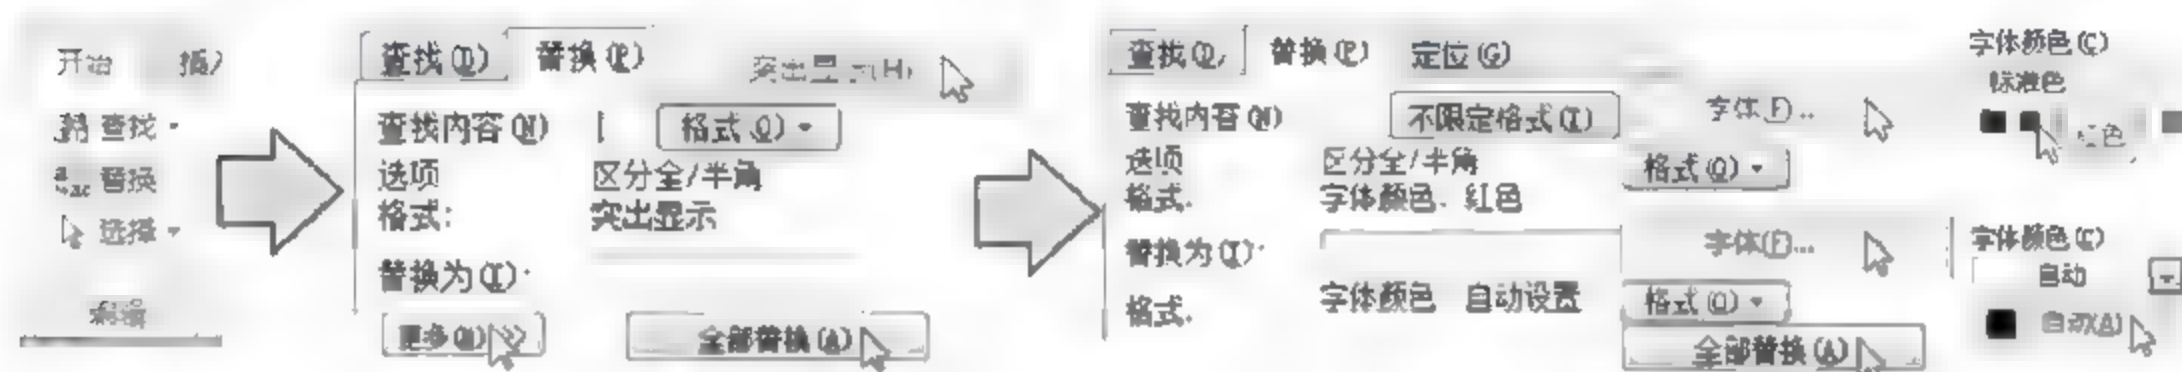 开始 插入
查找
替换
选择
编辑
查找(D) 替换(P) 突出显示(H)
查找内容(N) 格式(O)
选项 区分全/半角
格式: 突出显示
替换为(I):
更多(M) >> 全部替换(A)
查找(D) 替换(P) 定位(G)
查找内容(N) 不限定格式(T) 字体(F)...
选项 区分全/半角 格式(O)
格式: 字体颜色: 红色
替换为(I): 字体(F)...
格式: 字体颜色: 自动设置 格式(O)
全部替换(A)
字体颜色(C)
标准色
红色
字体颜色(C)
自动
自动(A)